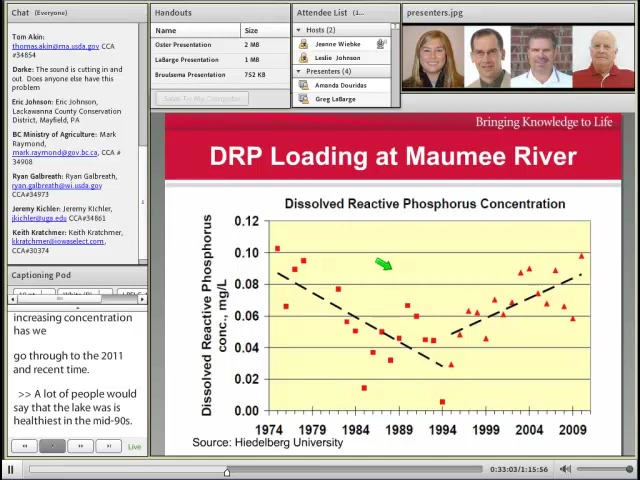 Chat (Everyone)
Tom Akin:
thomas.akin@ma.usda.gov CCA
#34854
Darke: The sound is cutting in and
out. Does anyone else have this
problem
Eric Johnson: Eric Johnson,
Lackawanna County Conservation
District, Mayfield, PA
BC Ministry of Agriculture: Mark
Raymond,
mark.raymond@gov.bc.ca, CCA #
34908
Ryan Galbreath: Ryan Galbreath,
ryan.galbreath@wi.usda.gov
CCA#34973
Jeremy Kichler: Jeremy Kichler,
jkichler@uga.edu CCA#34861
Keith Kratchmer: Keith Kratchmer,
kkratchmer@iowaselect.com,
CCA#30374
Captioning Pod
increasing concentration
has we
go through to the 2011
and recent time.
>> A lot of people would
say that the lake was is
healthiest in the mid-90s.
Live
Handouts
Name Size
Oster Presentation 2 MB
LaBarge Presentation 1 MB
Broulsema Presentation 752 KB
Save To My Computer
Attendee List (1...
Hosts (2)
Jeanne Wiebke
Leslie Johnson
Presenters (4)
Amanda Douridas
Greg LaBarge
presenters.jpg
Bringing Knowledge to Life
DRP Loading at Maumee River
Dissolved Reactive Phosphorus Concentration
Dissolved Reactive Phosphorus
conc., mg/L
0.12
0.10
0.08
0.06
0.04
0.02
0.00
1974 1979 1984 1989 1994 1999 2004 2009
Source: Hiedelberg University
0:33:03/1:15:56